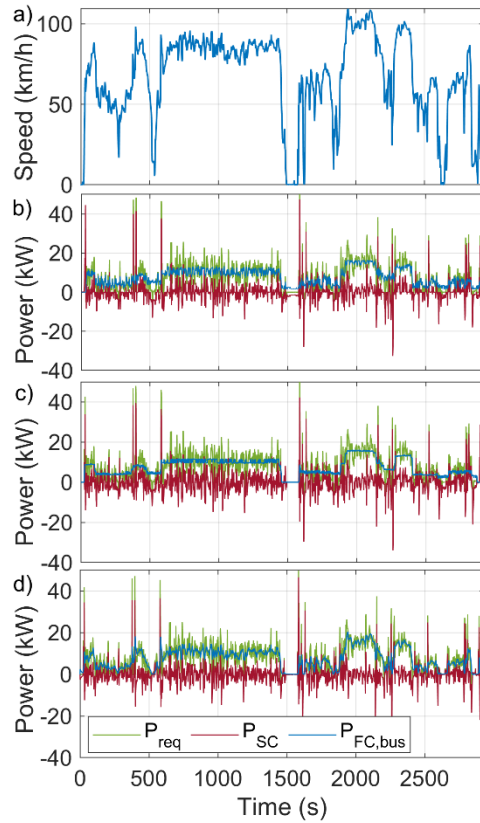 a)
100
50
0
Speed (km/h)
b)
40
20
0
-20
-40
Power (kW)
c)
40
20
0
-20
-40
Power (kW)
d)
40
20
0
-20
-40
Power (kW)
P_req P_SC P_FC,bus
0 500 1000 1500 2000 2500
Time (s)